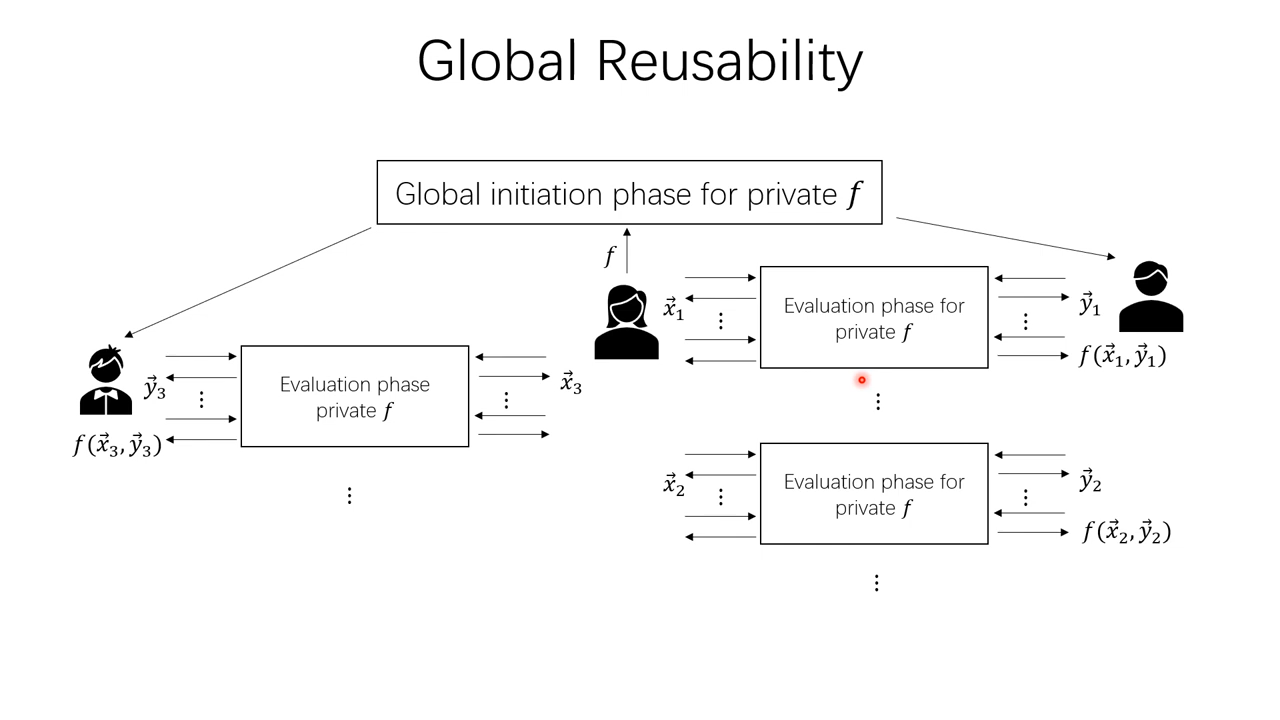 Global Reusability
Global initiation phase for private f
f
Evaluation phase for
private f
x⃗₁
y⃗₁
f(x⃗₁, y⃗₁)
⋮
Evaluation phase
private f
y⃗₃
x⃗₃
f(x⃗₃, y⃗₃)
⋮
Evaluation phase for
private f
x⃗₂
y⃗₂
f(x⃗₂, y⃗₂)
⋮